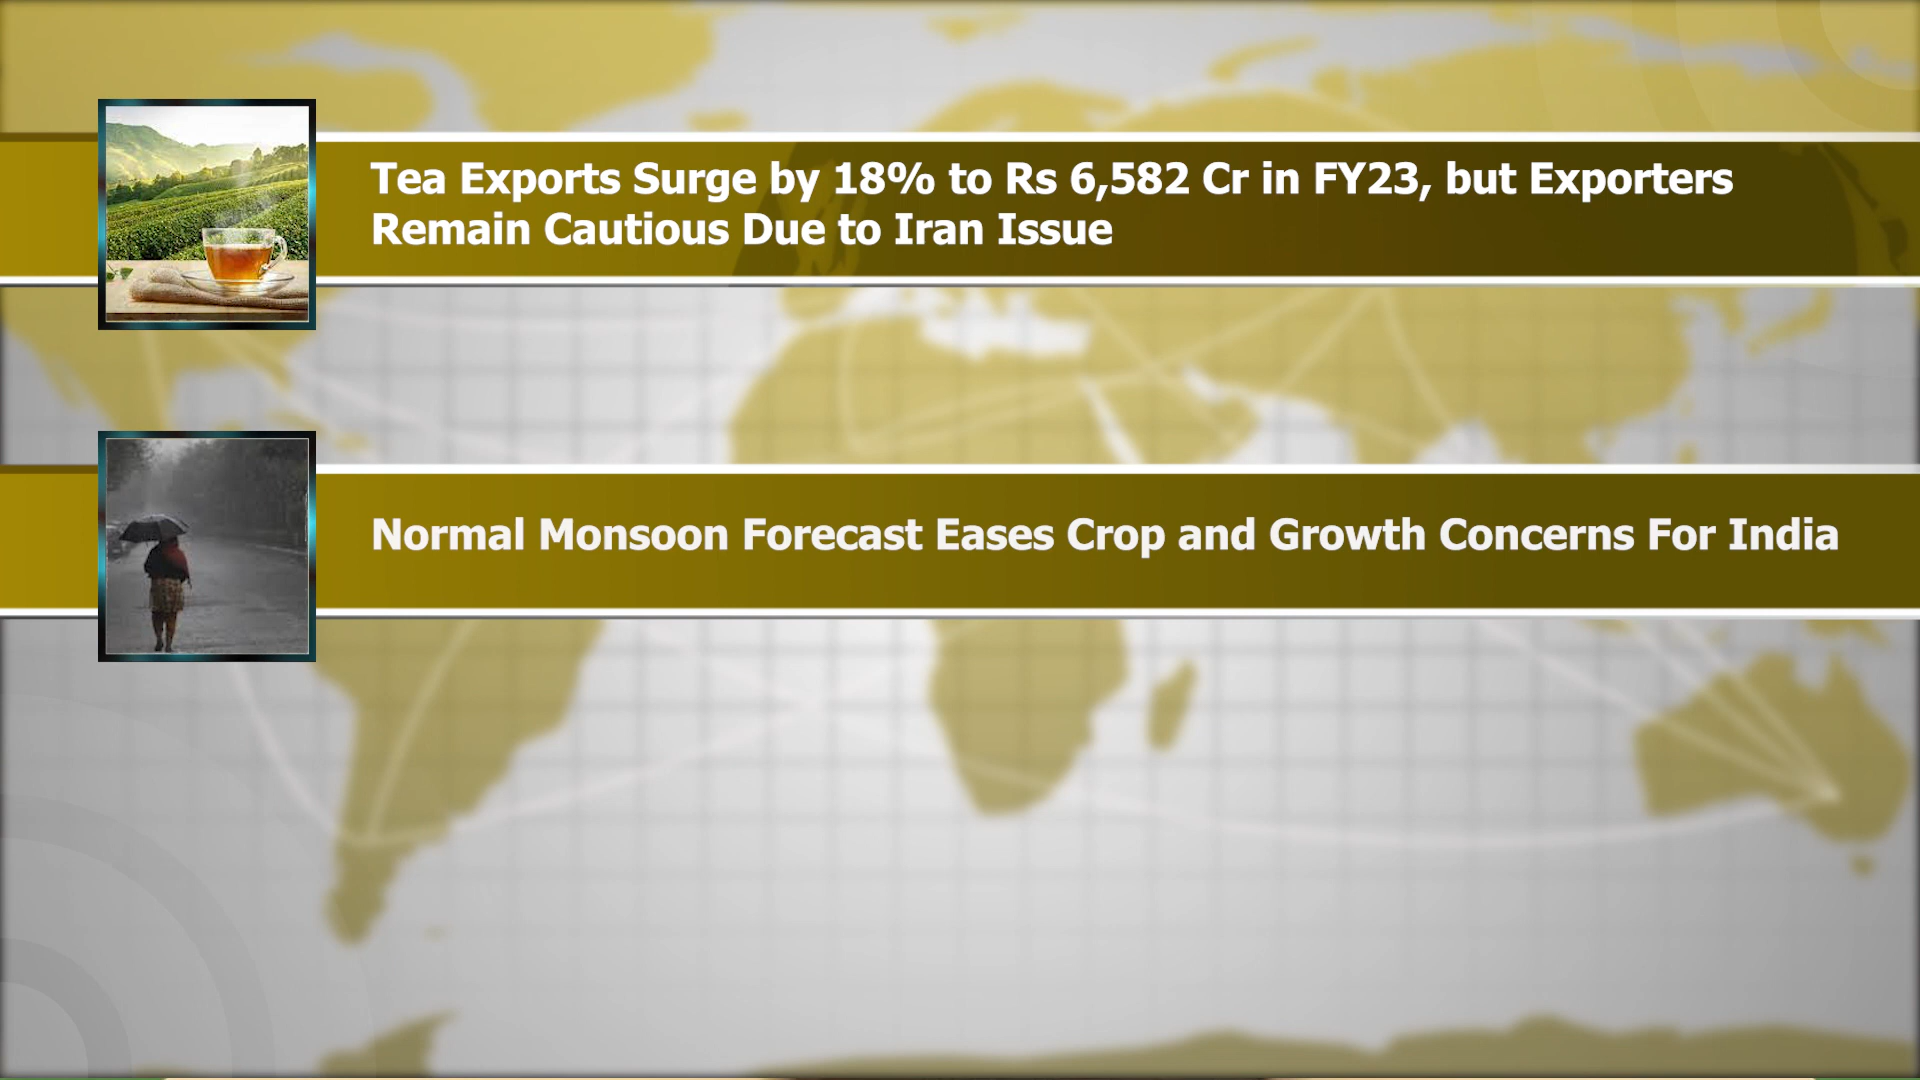 Tea Exports Surge by 18% to Rs 6,582 Cr in FY23, but Exporters
Remain Cautious Due to Iran Issue
Normal Monsoon Forecast Eases Crop and Growth Concerns For India